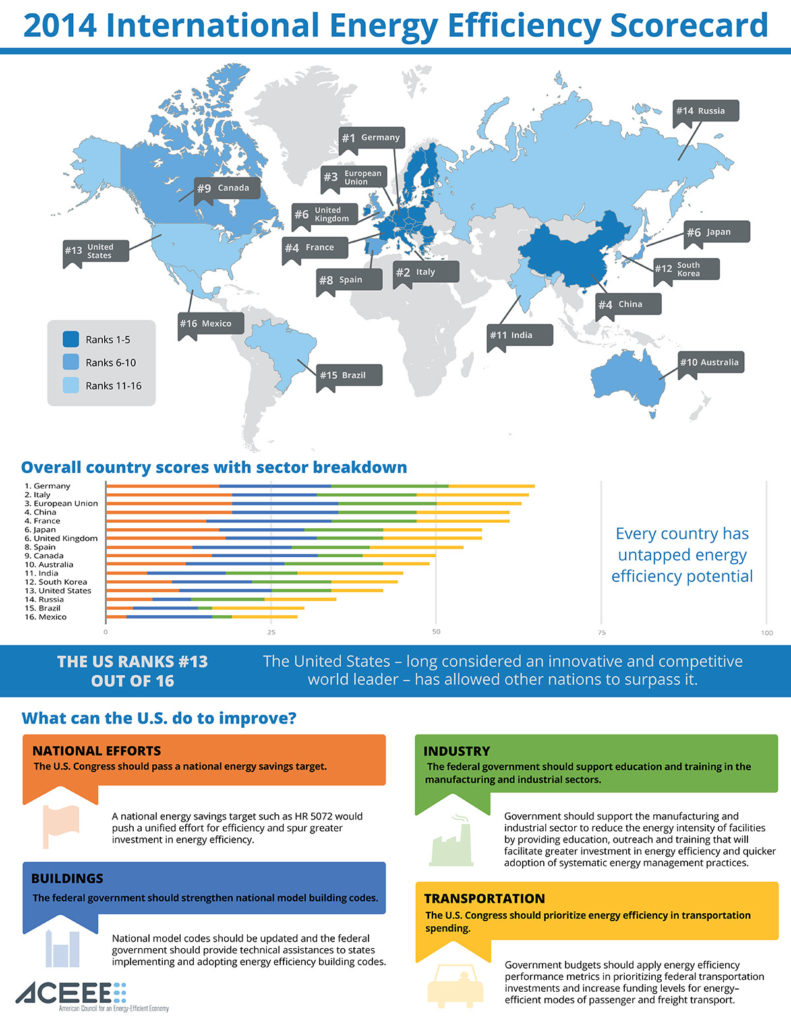 2014 International Energy Efficiency Scorecard
#14 Russia
#1 Germany
#3 European
Union
#9 Canada
#6 United
Kingdom
#6 Japan
#13 United
States
#4 France
#12 South
Korea
#2 Italy
#8 Spain
#4 China
#16 Mexico
#11 India
#10 Australia
#15 Brazil
Ranks 1-5
Ranks 6-10
Ranks 11-16
Overall country scores with sector breakdown
1. Germany
2. Italy
3. European Union
4. China
4. France
6. Japan
6. United Kingdom
8. Spain
9. Canada
10. Australia
11. India
12. South Korea
13. United States
14. Russia
15. Brazil
16. Mexico
0 25 50 75 100
Every country has
untapped energy
efficiency potential
THE US RANKS #13
OUT OF 16
The United States – long considered an innovative and competitive
world leader – has allowed other nations to surpass it.
What can the U.S. do to improve?
NATIONAL EFFORTS
The U.S. Congress should pass a national energy savings target.
A national energy savings target such as HR 5072 would
push a unified effort for efficiency and spur greater
investment in energy efficiency.
BUILDINGS
The federal government should strengthen national model building codes.
National model codes should be updated and the federal
government should provide technical assistances to states
implementing and adopting energy efficiency building codes.
INDUSTRY
The federal government should support education and training in the
manufacturing and industrial sectors.
Government should support the manufacturing and
industrial sector to reduce the energy intensity of facilities
by providing education, outreach and training that will
facilitate greater investment in energy efficiency and quicker
adoption of systematic energy management practices.
TRANSPORTATION
The U.S. Congress should prioritize energy efficiency in transportation
spending.
Government budgets should apply energy efficiency
performance metrics in prioritizing federal transportation
investments and increase funding levels for energy–
efficient modes of passenger and freight transport.
ACEEE
American Council for an Energy-Efficient Economy